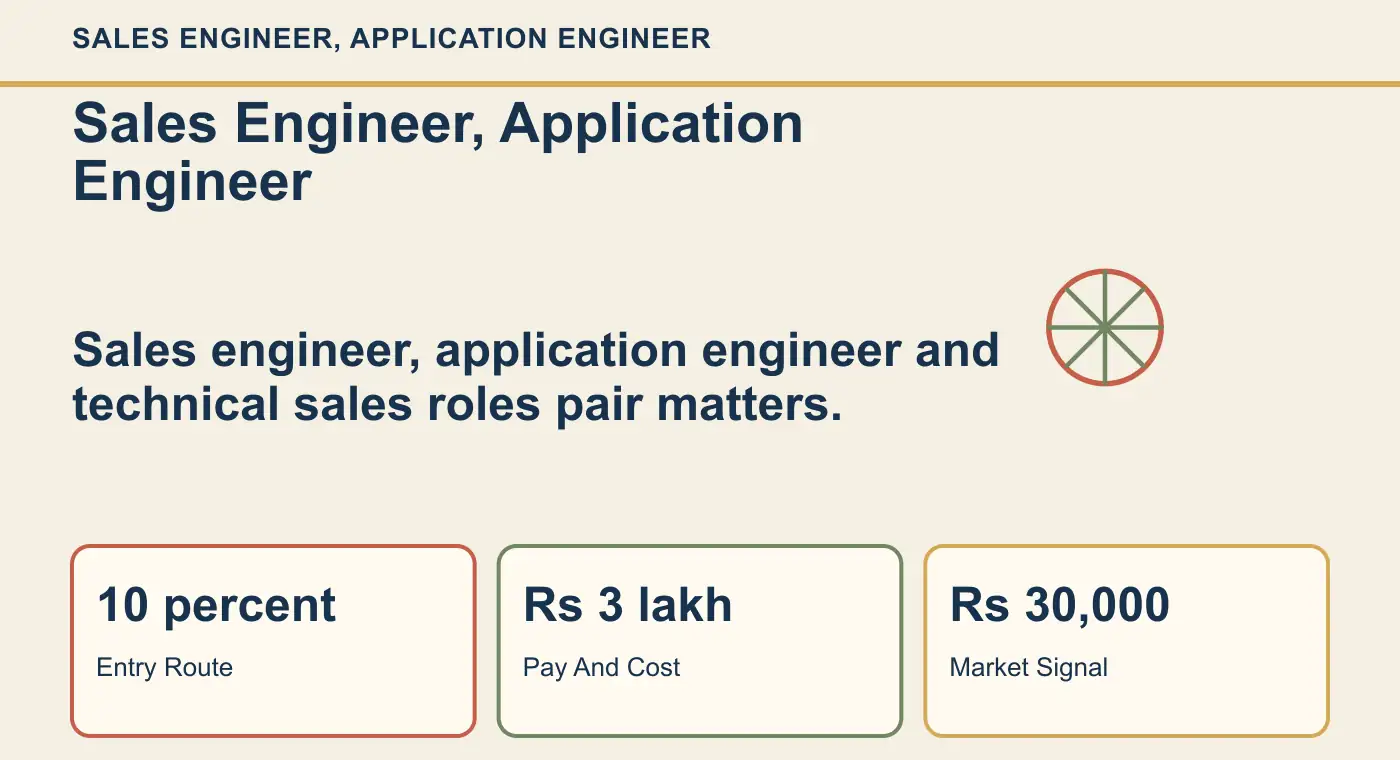 SALES ENGINEER, APPLICATION ENGINEER
Sales Engineer, Application
Engineer
Sales engineer, application engineer and
technical sales roles pair matters.
10 percent
Entry Route
Rs 3 lakh
Pay And Cost
Rs 30,000
Market Signal